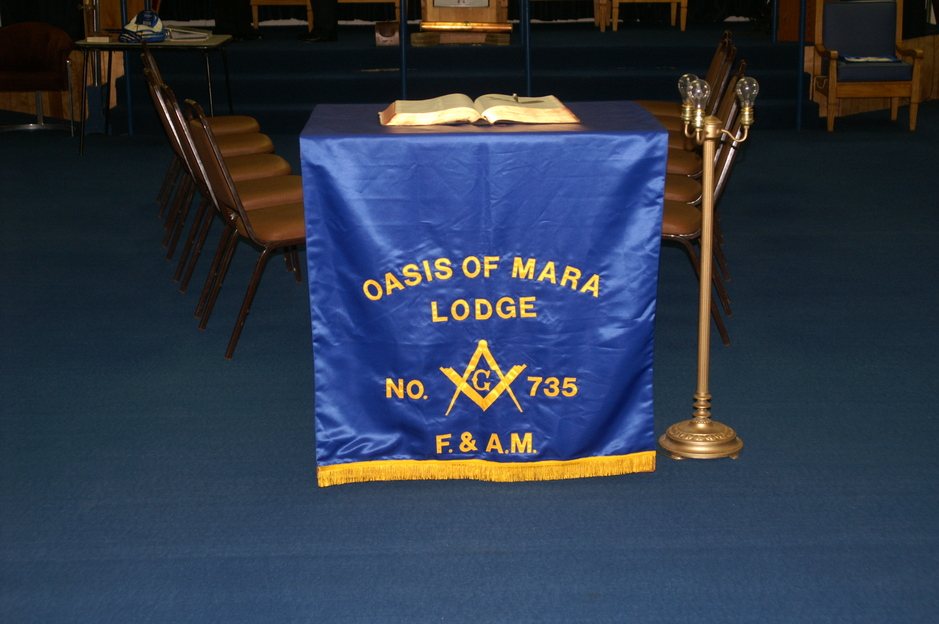 OASIS OF MARA
LODGE
NO. G 735
F. & A.M.